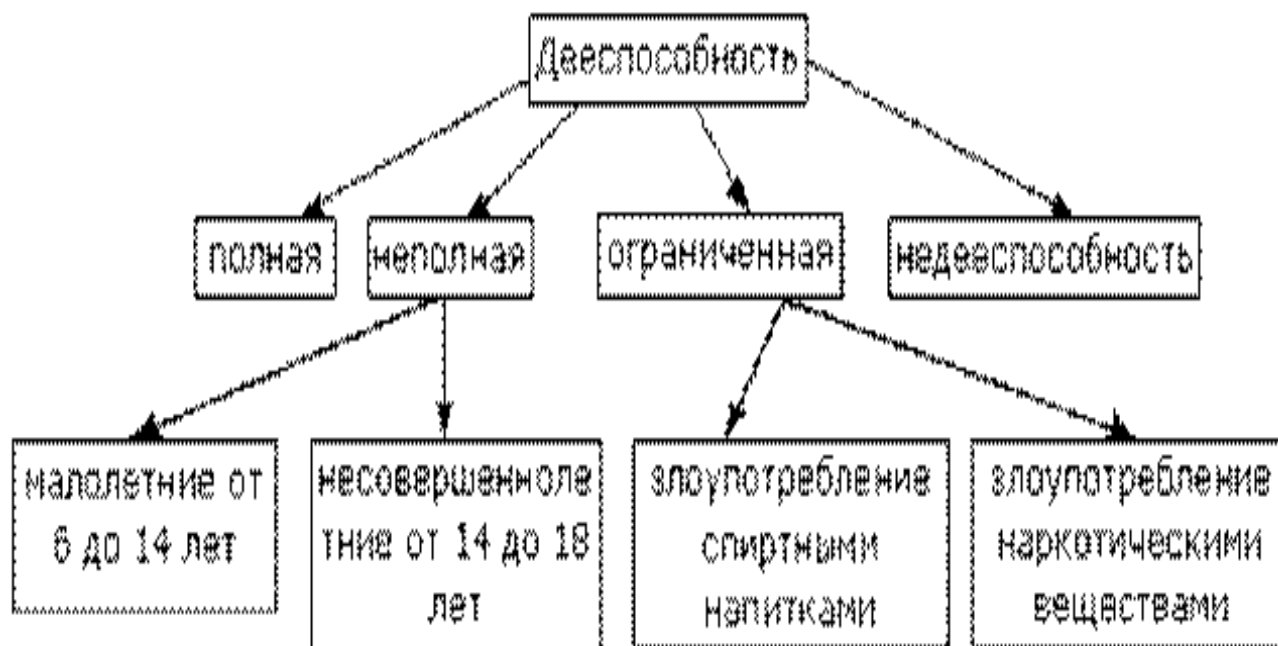 Дееспособность
полная
неполная
ограниченная
недееспособность
малолетние от
6 до 14 лет
несовершенноле
тние от 14 до 18
лет
злоупотребление
спиртными
напитками
злоупотребление
наркотическими
веществами